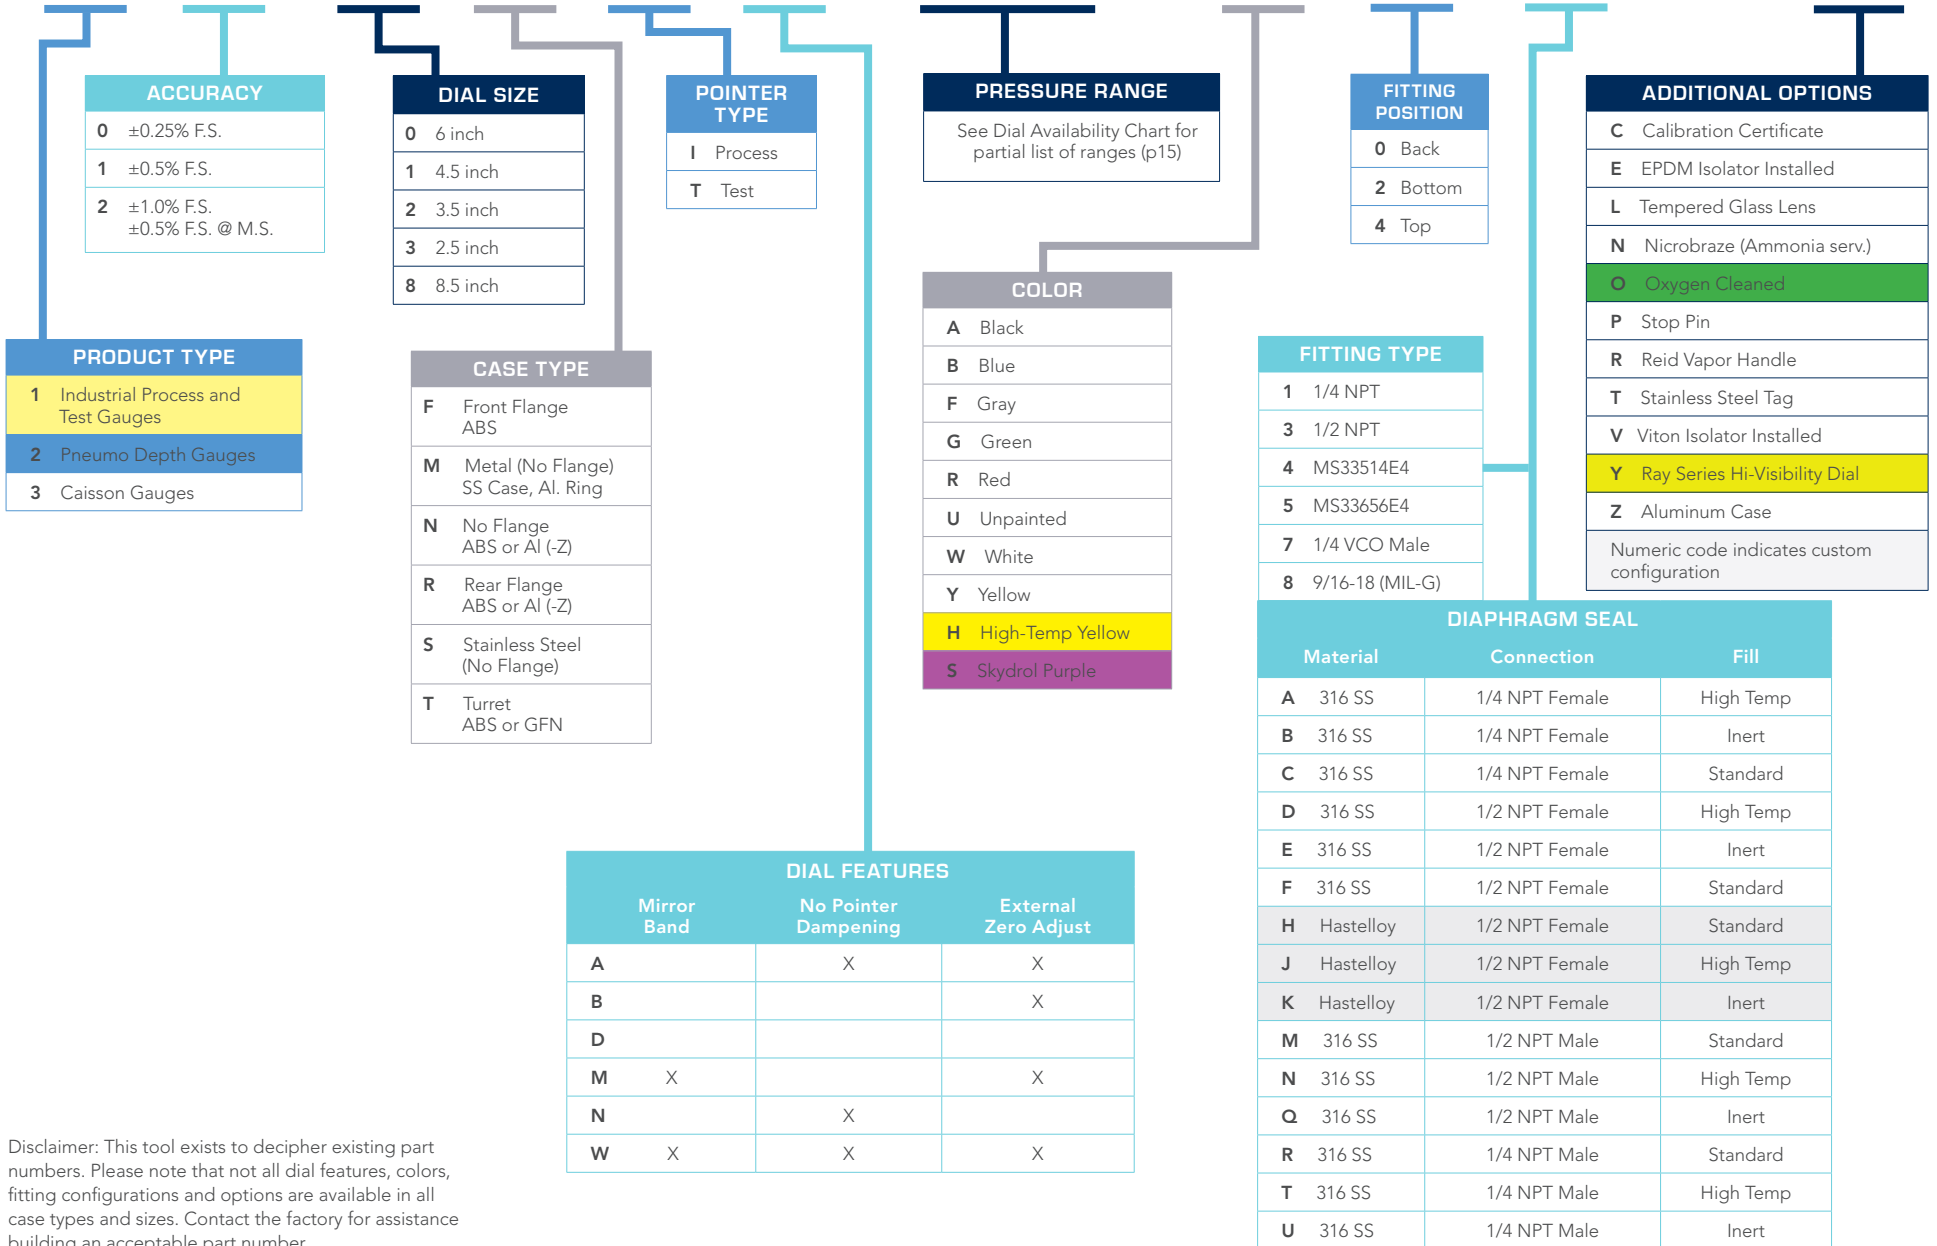 ACCURACY
0 ±0.25% F.S.
1 ±0.5% F.S.
2 ±1.0% F.S.
±0.5% F.S. @ M.S.
DIAL SIZE
0 6 inch
1 4.5 inch
2 3.5 inch
3 2.5 inch
8 8.5 inch
POINTER
TYPE
I Process
T Test
PRESSURE RANGE
See Dial Availability Chart for
partial list of ranges (p15)
FITTING
POSITION
0 Back
2 Bottom
4 Top
ADDITIONAL OPTIONS
C Calibration Certificate
E EPDM Isolator Installed
L Tempered Glass Lens
N Nicrobraze (Ammonia serv.)
O Oxygen Cleaned
P Stop Pin
R Reid Vapor Handle
T Stainless Steel Tag
V Viton Isolator Installed
Y Ray Series Hi-Visibility Dial
Z Aluminum Case
Numeric code indicates custom
configuration
PRODUCT TYPE
1 Industrial Process and
Test Gauges
2 Pneumo Depth Gauges
3 Caisson Gauges
CASE TYPE
F Front Flange
ABS
M Metal (No Flange)
SS Case, Al. Ring
N No Flange
ABS or Al (-Z)
R Rear Flange
ABS or Al (-Z)
S Stainless Steel
(No Flange)
T Turret
ABS or GFN
COLOR
A Black
B Blue
F Gray
G Green
R Red
U Unpainted
W White
Y Yellow
H High-Temp Yellow
S Skydrol Purple
FITTING TYPE
1 1/4 NPT
3 1/2 NPT
4 MS33514E4
5 MS33656E4
7 1/4 VCO Male
8 9/16-18 (MIL-G)
DIAPHRAGM SEAL
Material Connection Fill
A 316 SS 1/4 NPT Female High Temp
B 316 SS 1/4 NPT Female Inert
C 316 SS 1/4 NPT Female Standard
D 316 SS 1/2 NPT Female High Temp
E 316 SS 1/2 NPT Female Inert
F 316 SS 1/2 NPT Female Standard
H Hastelloy 1/2 NPT Female Standard
J Hastelloy 1/2 NPT Female High Temp
K Hastelloy 1/2 NPT Female Inert
M 316 SS 1/2 NPT Male Standard
N 316 SS 1/2 NPT Male High Temp
Q 316 SS 1/2 NPT Male Inert
R 316 SS 1/4 NPT Male Standard
T 316 SS 1/4 NPT Male High Temp
U 316 SS 1/4 NPT Male Inert
DIAL FEATURES
Mirror No Pointer External
Band Dampening Zero Adjust
A X X
B X
D
M X X
N X
W X X X
Disclaimer: This tool exists to decipher existing part
numbers. Please note that not all dial features, colors,
fitting configurations and options are available in all
case types and sizes. Contact the factory for assistance
building an acceptable part number.